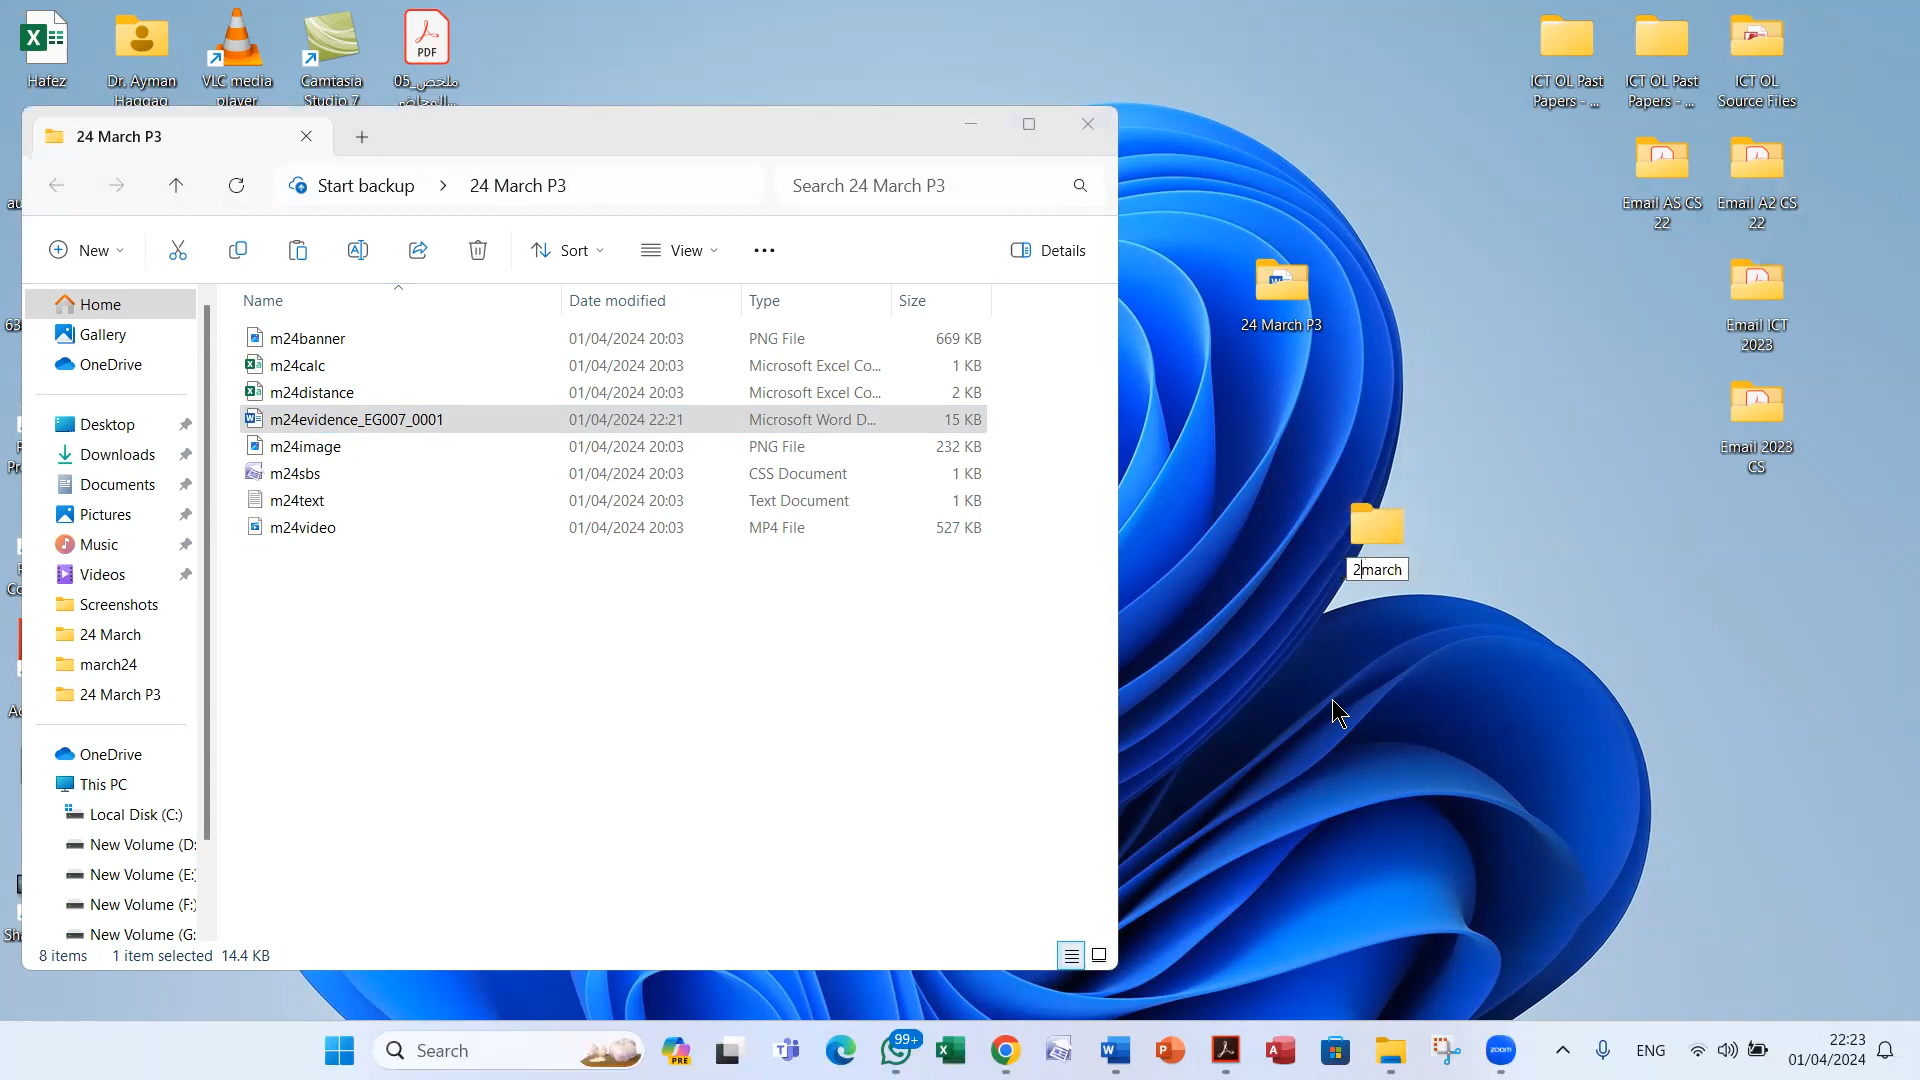 Hafez
Dr. Ayman
Haggag
VLC media
player
Camtasia
Studio 7
PDF
ملخص_05
ICT OL Past
Papers - ...
ICT OL Past
Papers - ...
ICT OL
Source Files
Email AS CS
22
Email A2 CS
22
Email ICT
2023
Email 2023
CS
24 March P3
2march
24 March P3
Start backup
24 March P3
Search 24 March P3
New
Sort
View
Details
Home
Gallery
OneDrive
Desktop
Downloads
Documents
Pictures
Music
Videos
Screenshots
24 March
march24
24 March P3
OneDrive
This PC
Local Disk (C:)
New Volume (D:
New Volume (E:
New Volume (F:)
New Volume (G:
Name Date modified Type Size
m24banner 01/04/2024 20:03 PNG File 669 KB
m24calc 01/04/2024 20:03 Microsoft Excel Co... 1 KB
m24distance 01/04/2024 20:03 Microsoft Excel Co... 2 KB
m24evidence_EG007_0001 01/04/2024 22:21 Microsoft Word D... 15 KB
m24image 01/04/2024 20:03 PNG File 232 KB
m24sbs 01/04/2024 20:03 CSS Document 1 KB
m24text 01/04/2024 20:03 Text Document 1 KB
m24video 01/04/2024 20:03 MP4 File 527 KB
8 items 1 item selected 14.4 KB
Search
PRE
99+
zoom
ENG
22:23
01/04/2024